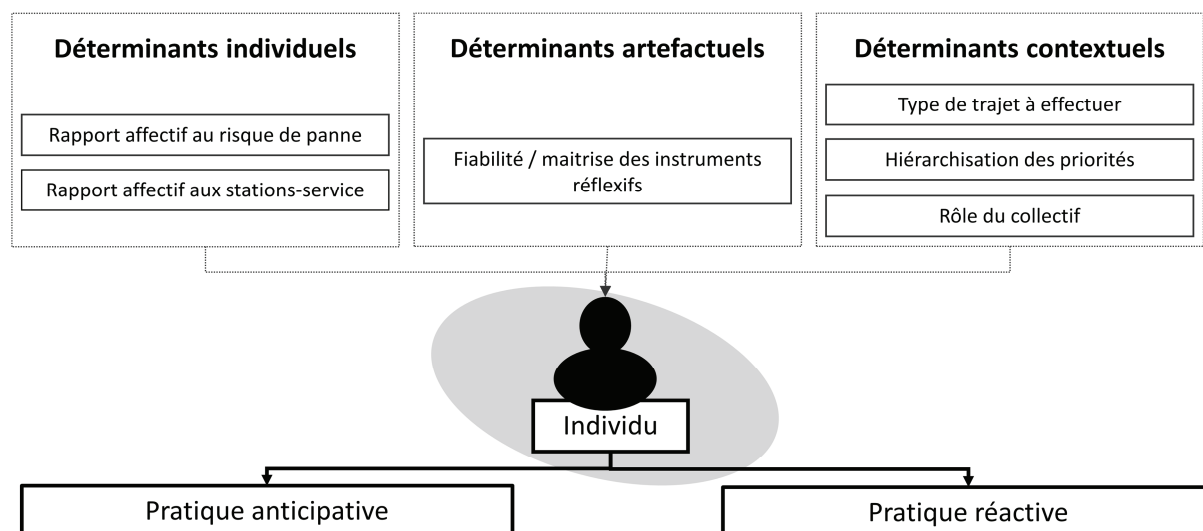 Déterminants individuels
Rapport affectif au risque de panne
Rapport affectif aux stations-service
Déterminants artefactuels
Fiabilité / maitrise des instruments
réflexifs
Déterminants contextuels
Type de trajet à effectuer
Hiérarchisation des priorités
Rôle du collectif
Individu
Pratique anticipative
Pratique réactive